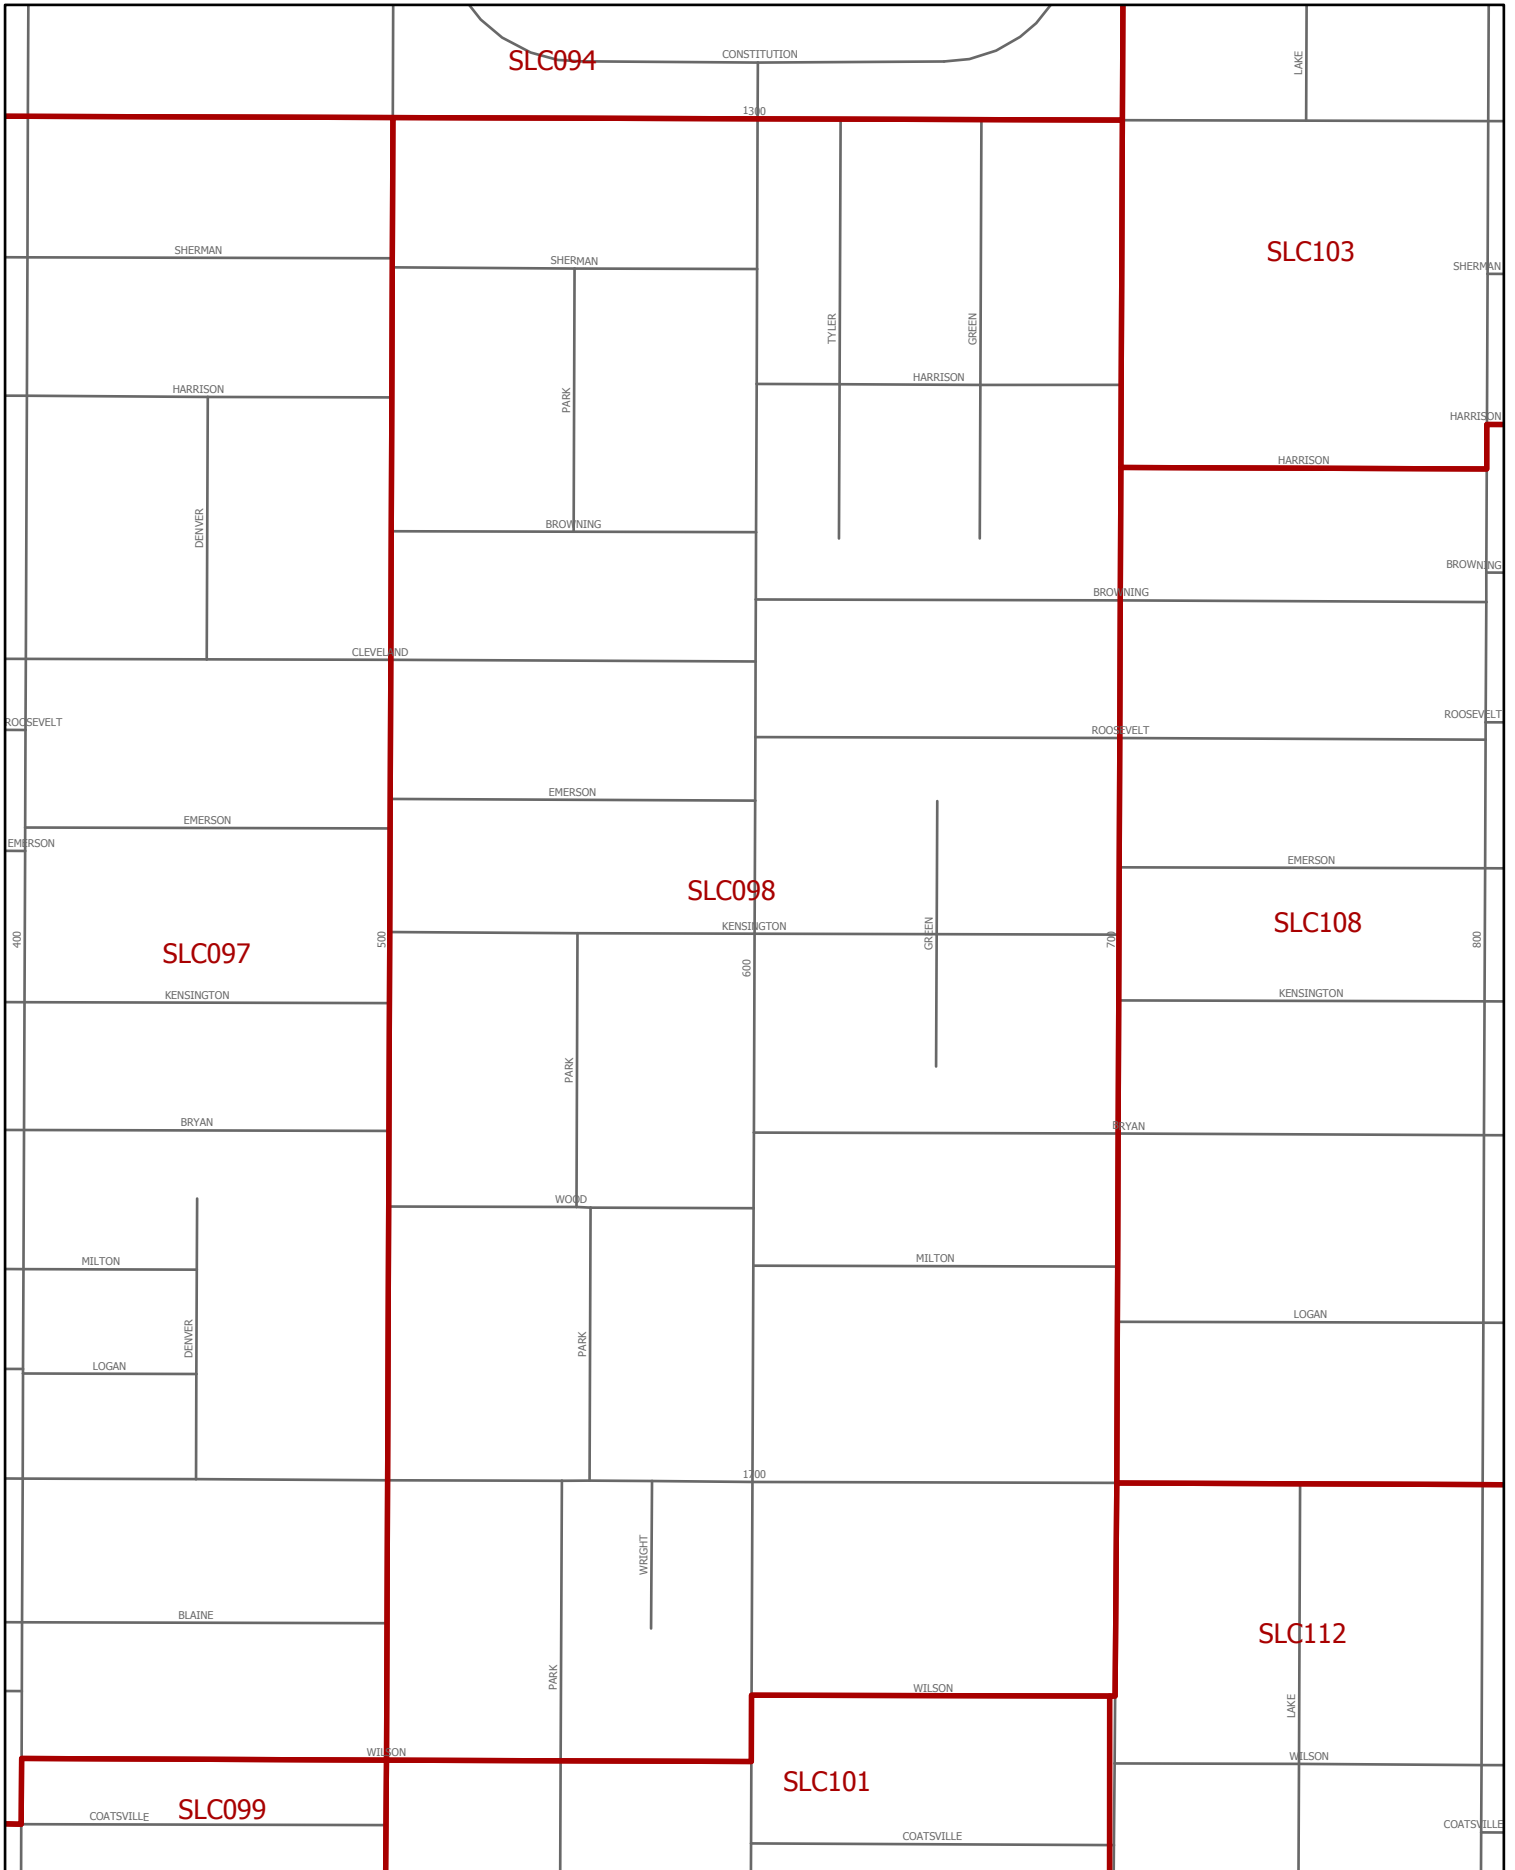 CONSTITUTION
SLC094
LAKE
1300
SHERMAN
SLC103
SHERMAN
SHERMAN
TYLER
GREEN
HARRISON
HARRISON
PARK
HARRISON
HARRISON
DENVER
BROWNING
BROWNING
BROWNING
CLEVELAND
ROOSEVELT
ROOSEVELT
ROOSEVELT
EMERSON
EMERSON
EMERSON
EMERSON
SLC098
SLC108
KENSINGTON
GREEN
400
500
700
800
SLC097
600
KENSINGTON
KENSINGTON
PARK
BRYAN
BRYAN
WOOD
MILTON
MILTON
LOGAN
DENVER
PARK
LOGAN
1700
WRIGHT
BLAINE
SLC112
PARK
WILSON
LAKE
WILSON
WILSON
SLC101
SLC099
COATSVILLE
COATSVILLE
COATSVILLE